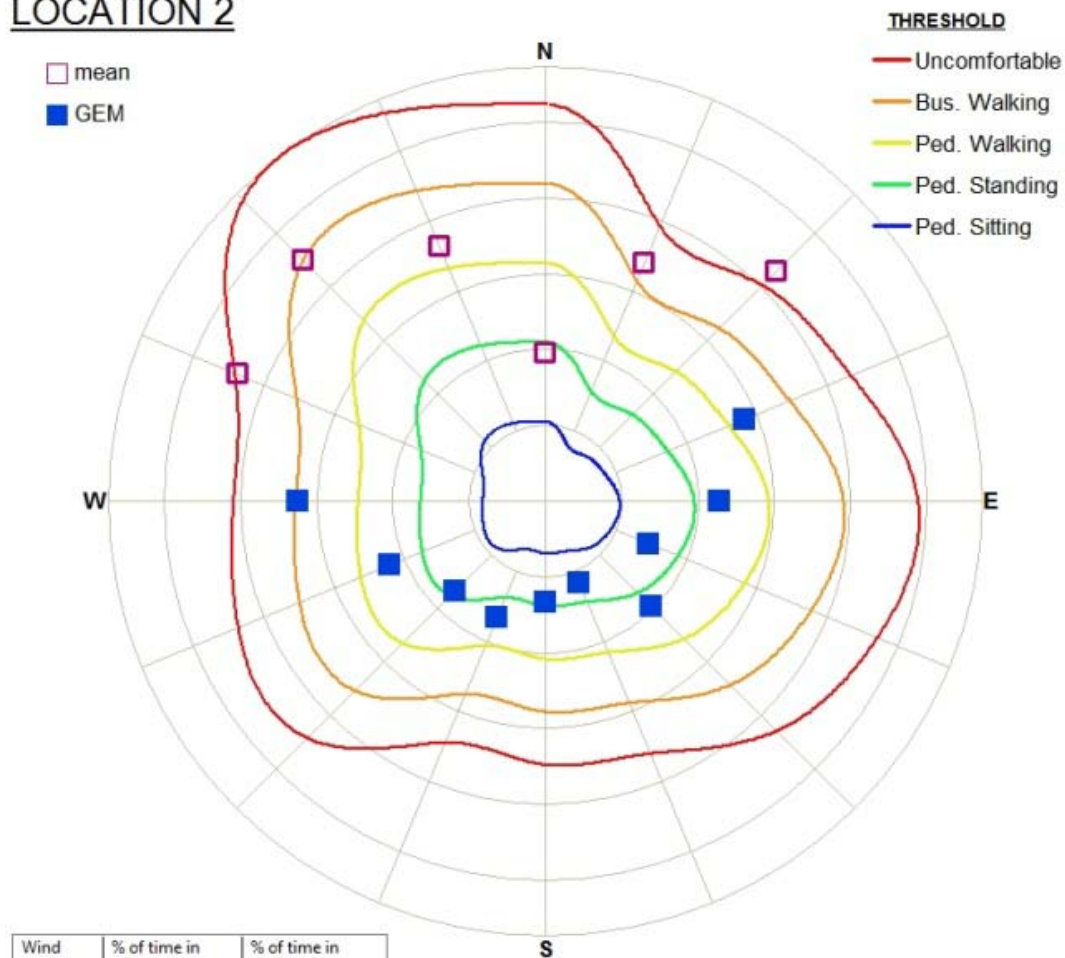 LOCATION 2
mean
GEM
THRESHOLD
Uncomfortable
Bus. Walking
Ped. Walking
Ped. Standing
Ped. Sitting
N
W
E
S
Wind % of time in % of time in